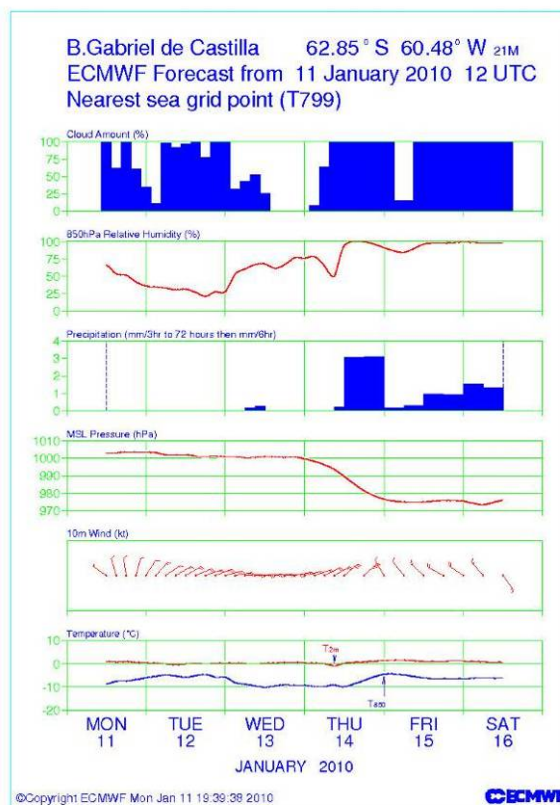 B.Gabriel de Castilla 62.85° S 60.48° W 21M
ECMWF Forecast from 11 January 2010 12 UTC
Nearest sea grid point (T799)
Cloud Amount (%)
100
75
50
25
0
850hPa Relative Humidity (%)
100
75
50
25
0
Precipitation (mm/3hr to 72 hours then mm/6hr)
4
3
2
1
0
MSL Pressure (hPa)
1010
1000
990
980
970
10m Wind (kt)
Temperature (°C)
10
0
-10
-20
T2m
T850
MON TUE WED THU FRI SAT
11 12 13 14 15 16
JANUARY 2010
©Copyright ECMWF Mon Jan 11 19:39:38 2010
ECMWF